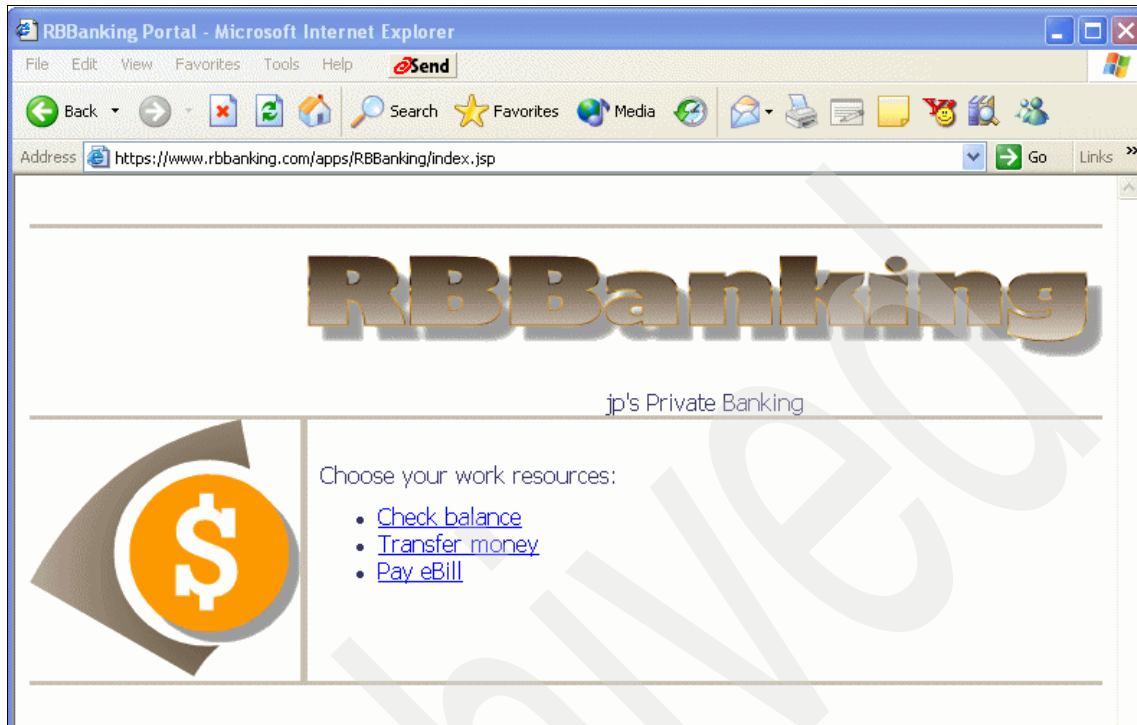 RBBanking Portal - Microsoft Internet Explorer
File Edit View Favorites Tools Help eSend
Back Search Favorites Media
Address https://www.rbbanking.com/apps/RBBanking/index.jsp Go Links »
RBBanking
jp's Private Banking
$
Choose your work resources:
• Check balance
• Transfer money
• Pay eBill